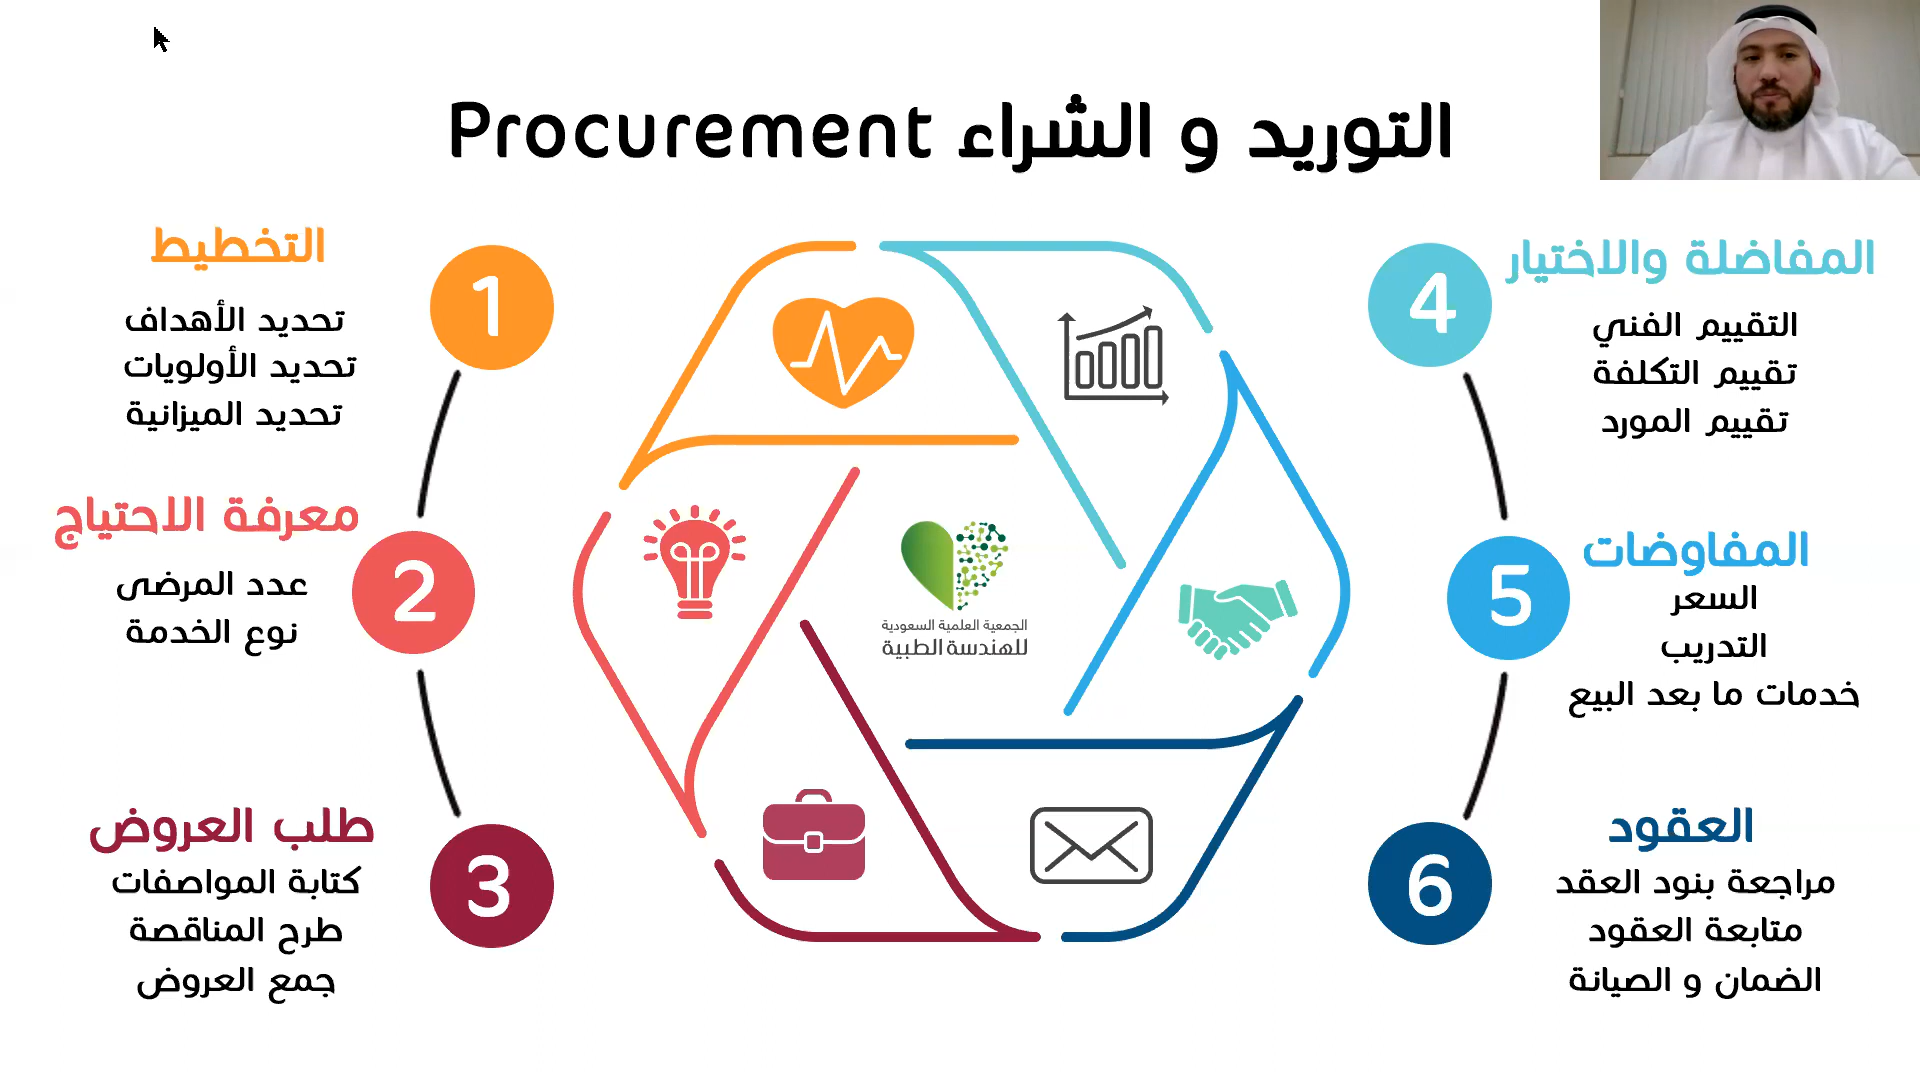 التوريد و الشراء Procurement
1
التخطيط
تحديد الأهداف
تحديد الأولويات
تحديد الميزانية
2
معرفة الاحتياج
عدد المرضى
نوع الخدمة
3
طلب العروض
كتابة المواصفات
طرح المناقصة
جمع العروض
4
المفاضلة والاختيار
التقييم الفني
تقييم التكلفة
تقييم المورد
5
المفاوضات
السعر
التدريب
خدمات ما بعد البيع
6
العقود
مراجعة بنود العقد
متابعة العقود
الضمان و الصيانة
الجمعية العلمية السعودية
للهندسة الطبية